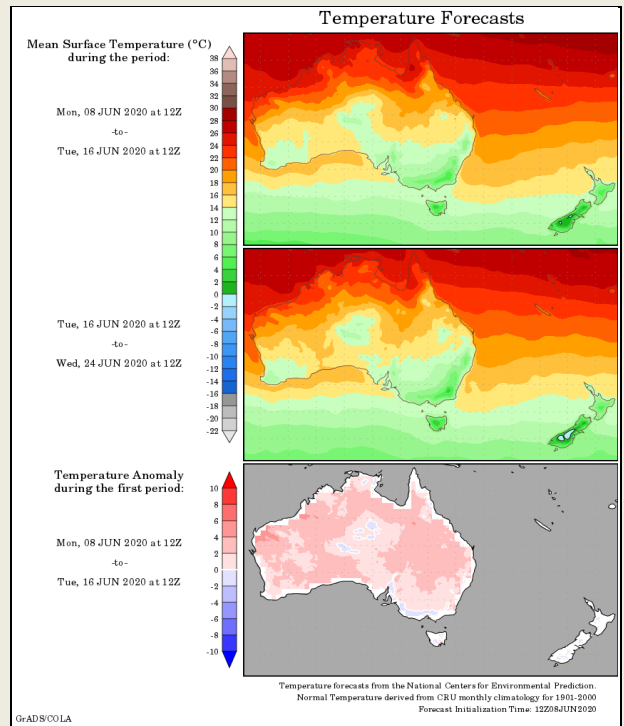 Temperature Forecasts
Mean Surface Temperature (°C)
during the period:
Mon, 08 JUN 2020 at 12Z
-to-
Tue, 16 JUN 2020 at 12Z
38
36
34
32
30
28
26
24
22
20
18
16
14
12
10
8
6
4
2
0
-2
-4
-6
-8
-10
-12
-14
-16
-18
-20
-22
Tue, 16 JUN 2020 at 12Z
-to-
Wed, 24 JUN 2020 at 12Z
Temperature Anomaly
during the first period:
Mon, 08 JUN 2020 at 12Z
-to-
Tue, 16 JUN 2020 at 12Z
10
8
6
4
2
0
-2
-4
-6
-8
-10
Temperature forecasts from the National Centers for Environmental Prediction.
Normal Temperature derived from CRU monthly climatology for 1901-2000
Forecast Initialization Time: 12Z08JUN2020
GrADS/COLA